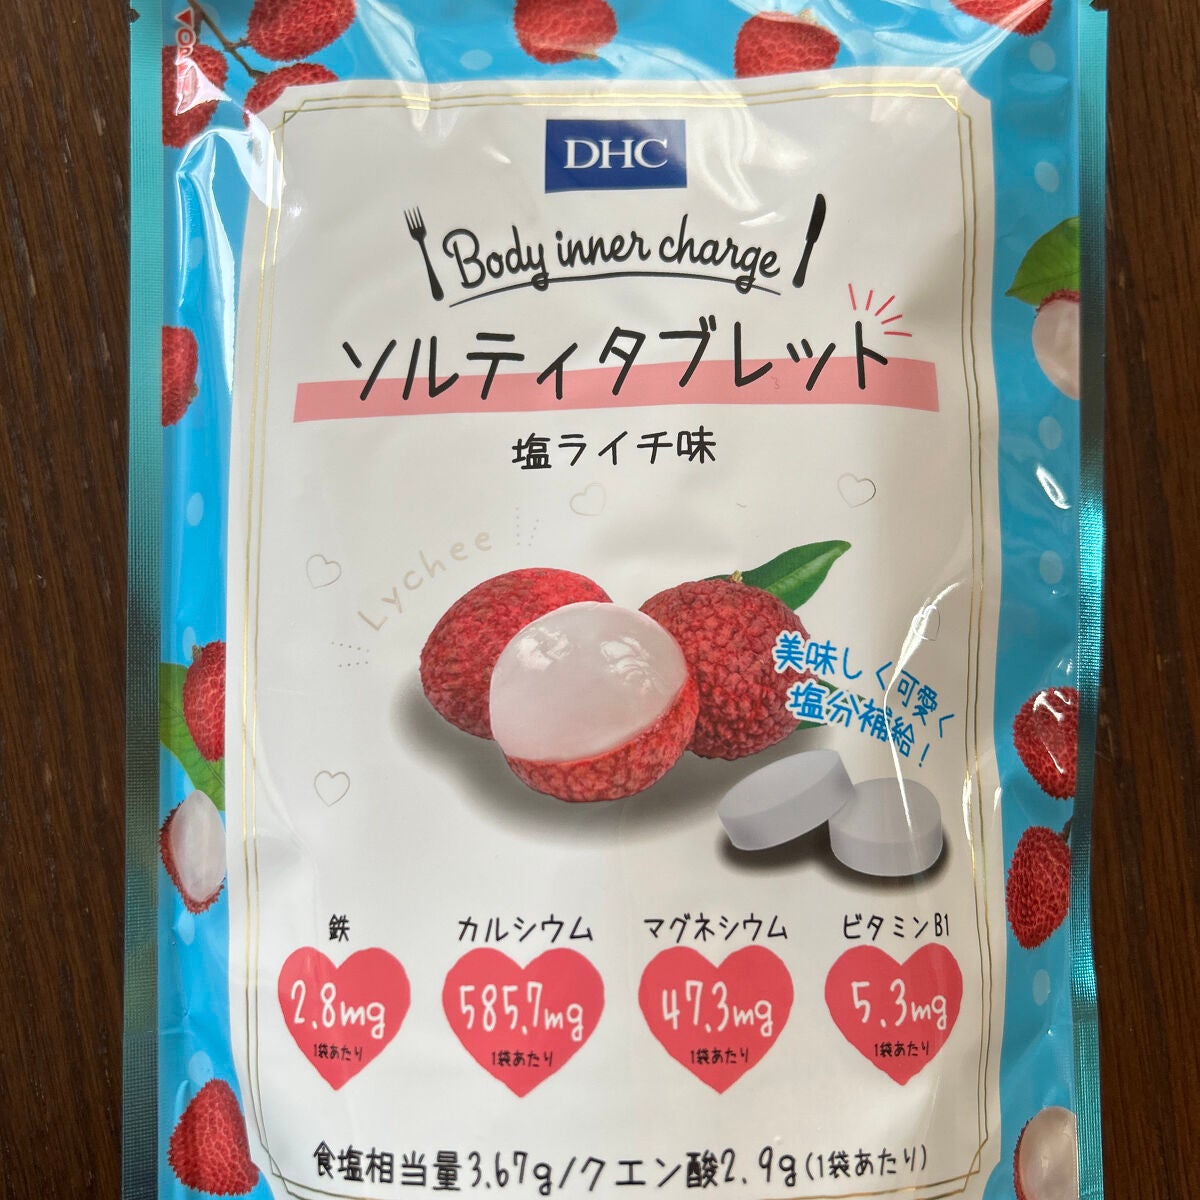 DHC
Body inner charge
ソルティタブレット
塩ライチ味
Lychee
美味しく可愛く
塩分補給!
鉄
2.8mg
1袋あたり
カルシウム
585.7mg
1袋あたり
マグネシウム
47.3mg
1袋あたり
ビタミンB1
5.3mg
1袋あたり
食塩相当量3.67g/クエン酸2.9g(1袋あたり)